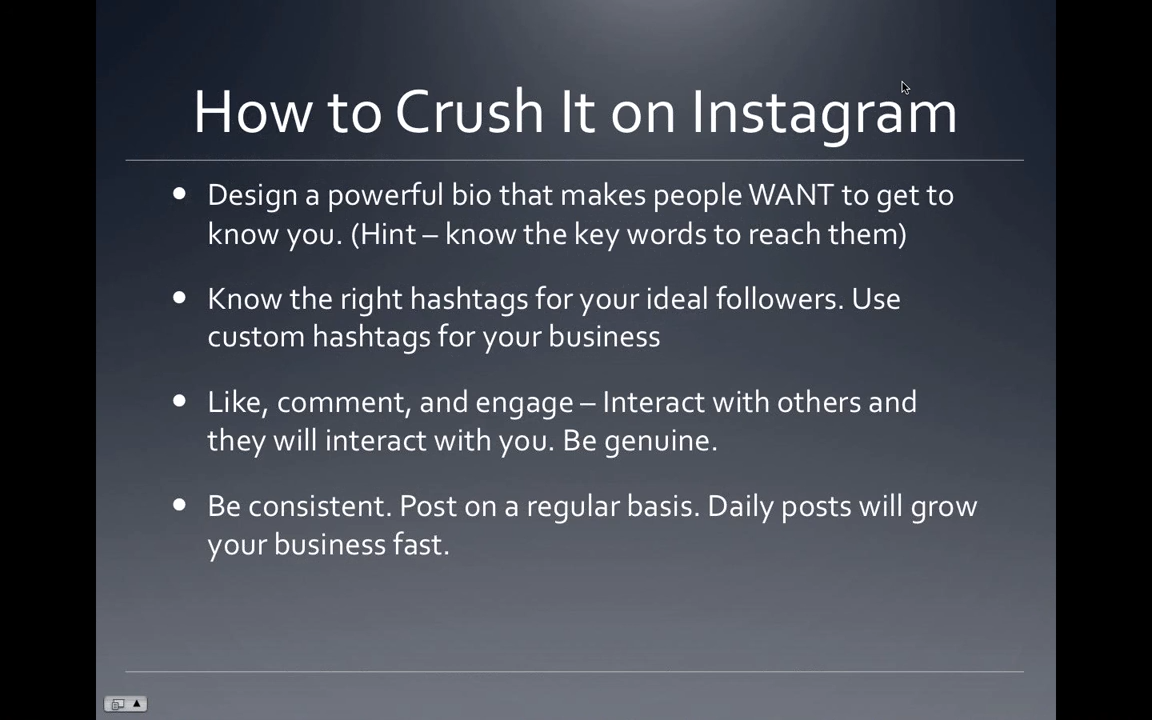 How to Crush It on Instagram
• Design a powerful bio that makes people WANT to get to
know you. (Hint – know the key words to reach them)
• Know the right hashtags for your ideal followers. Use
custom hashtags for your business
• Like, comment, and engage – Interact with others and
they will interact with you. Be genuine.
• Be consistent. Post on a regular basis. Daily posts will grow
your business fast.